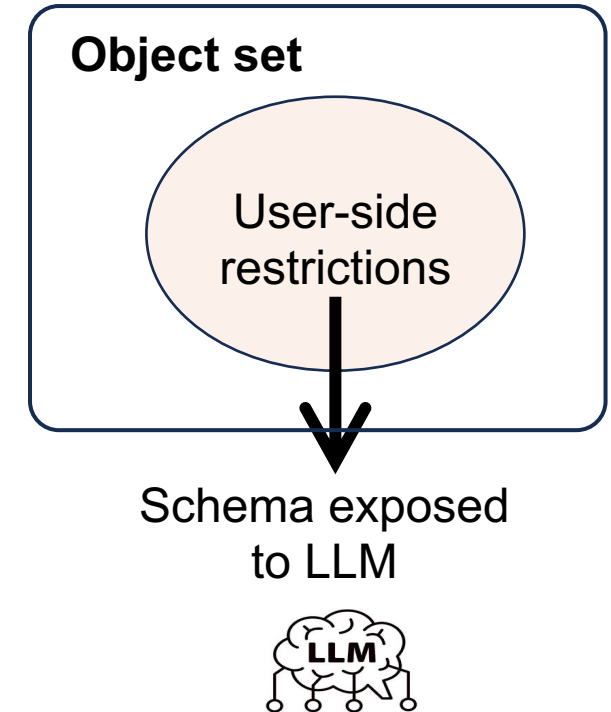 Object set
User-side
restrictions
Schema exposed
to LLM
LLM